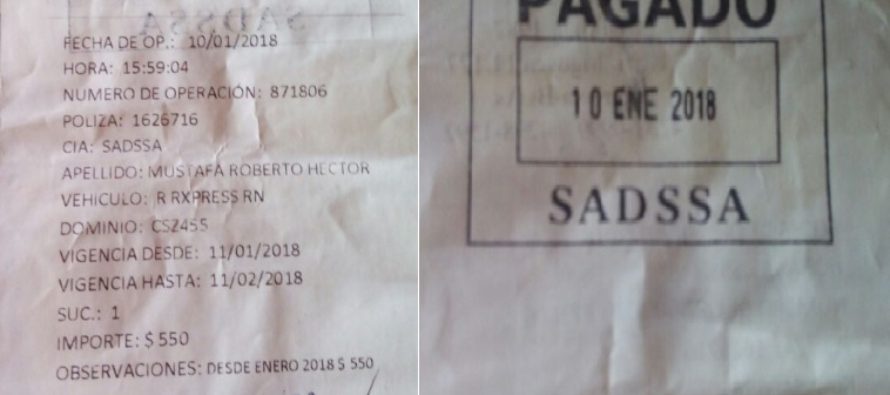 SADSSA
FECHA DE OP.: 10/01/2018
HORA: 15:59:04
NUMERO DE OPERACIÓN: 871806
POLIZA: 1626716
CIA: SADSSA
APELLIDO: MUSTAFA ROBERTO HECTOR
VEHICULO: R RXPRESS RN
DOMINIO: CSZ455
VIGENCIA DESDE: 11/01/2018
VIGENCIA HASTA: 11/02/2018
SUC.: 1
IMPORTE: $ 550
OBSERVACIONES: DESDE ENERO 2018 $ 550
PAGADO
10 ENE 2018
SADSSA